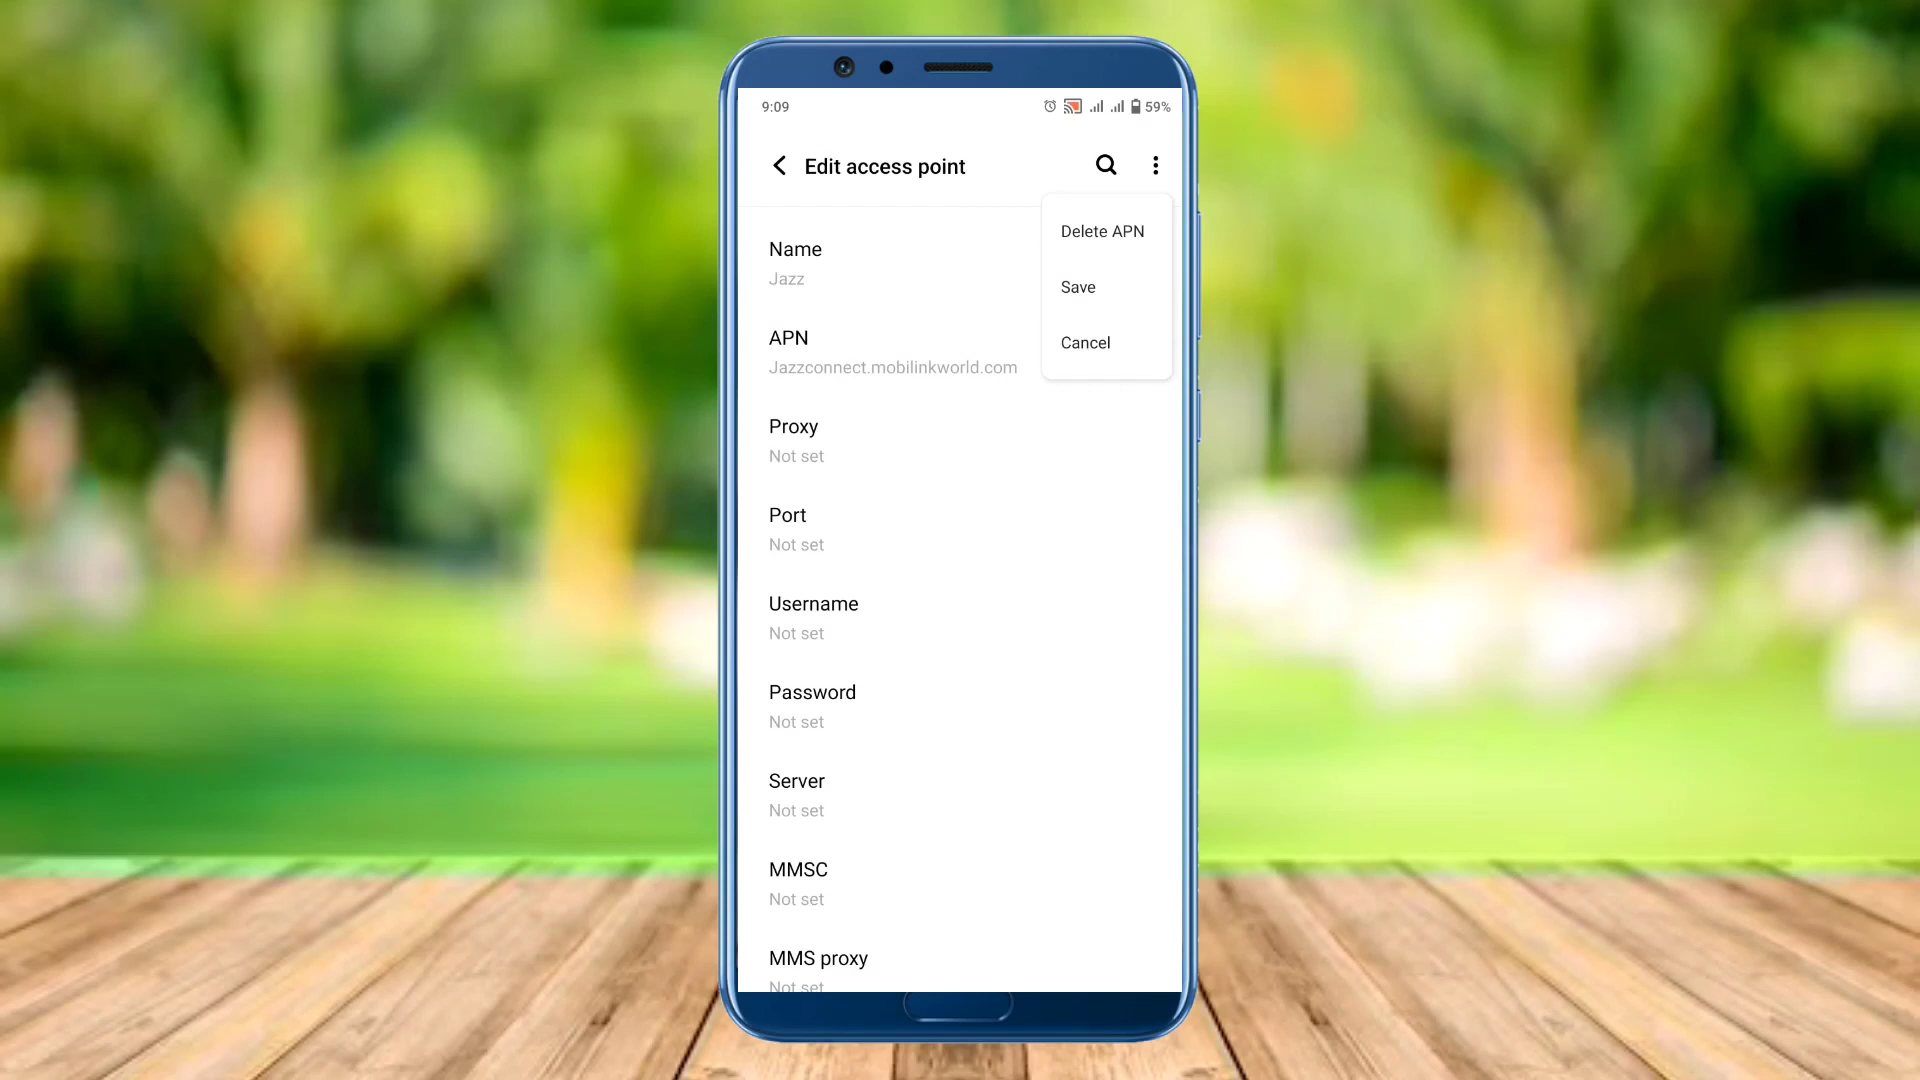 9:09
59%
Edit access point
Delete APN
Save
Cancel
Name
Jazz
APN
Jazzconnect.mobilinkworld.com
Proxy
Not set
Port
Not set
Username
Not set
Password
Not set
Server
Not set
MMSC
Not set
MMS proxy
Not set